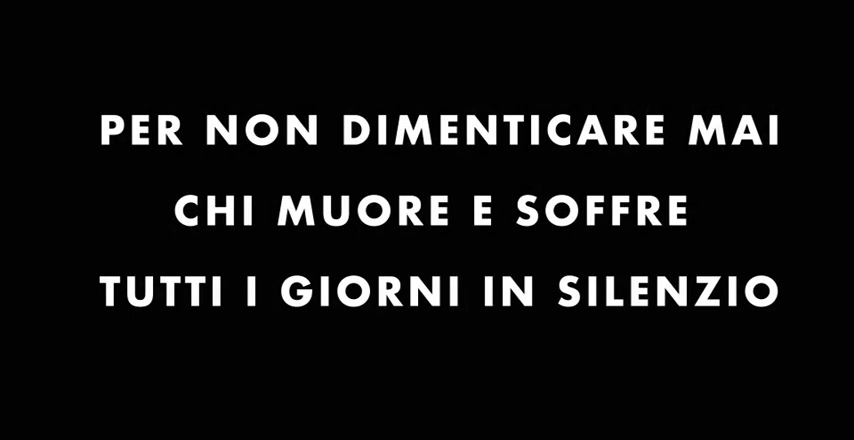 PER NON DIMENTICARE MAI
CHI MUORE E SOFFRE
TUTTI I GIORNI IN SILENZIO